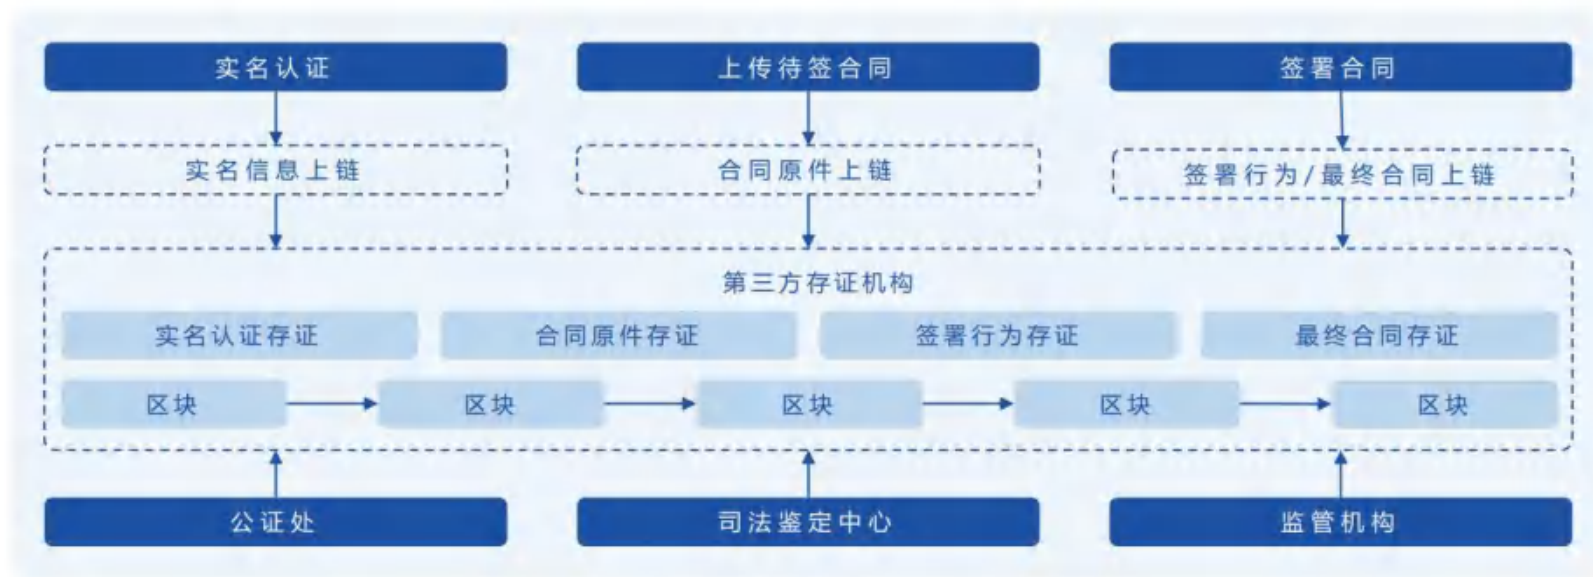 实名认证
上传待签合同
签署合同
实名信息上链
合同原件上链
签署行为/最终合同上链
第三方存证机构
实名认证存证
合同原件存证
签署行为存证
最终合同存证
区块
区块
区块
区块
区块
公证处
司法鉴定中心
监管机构